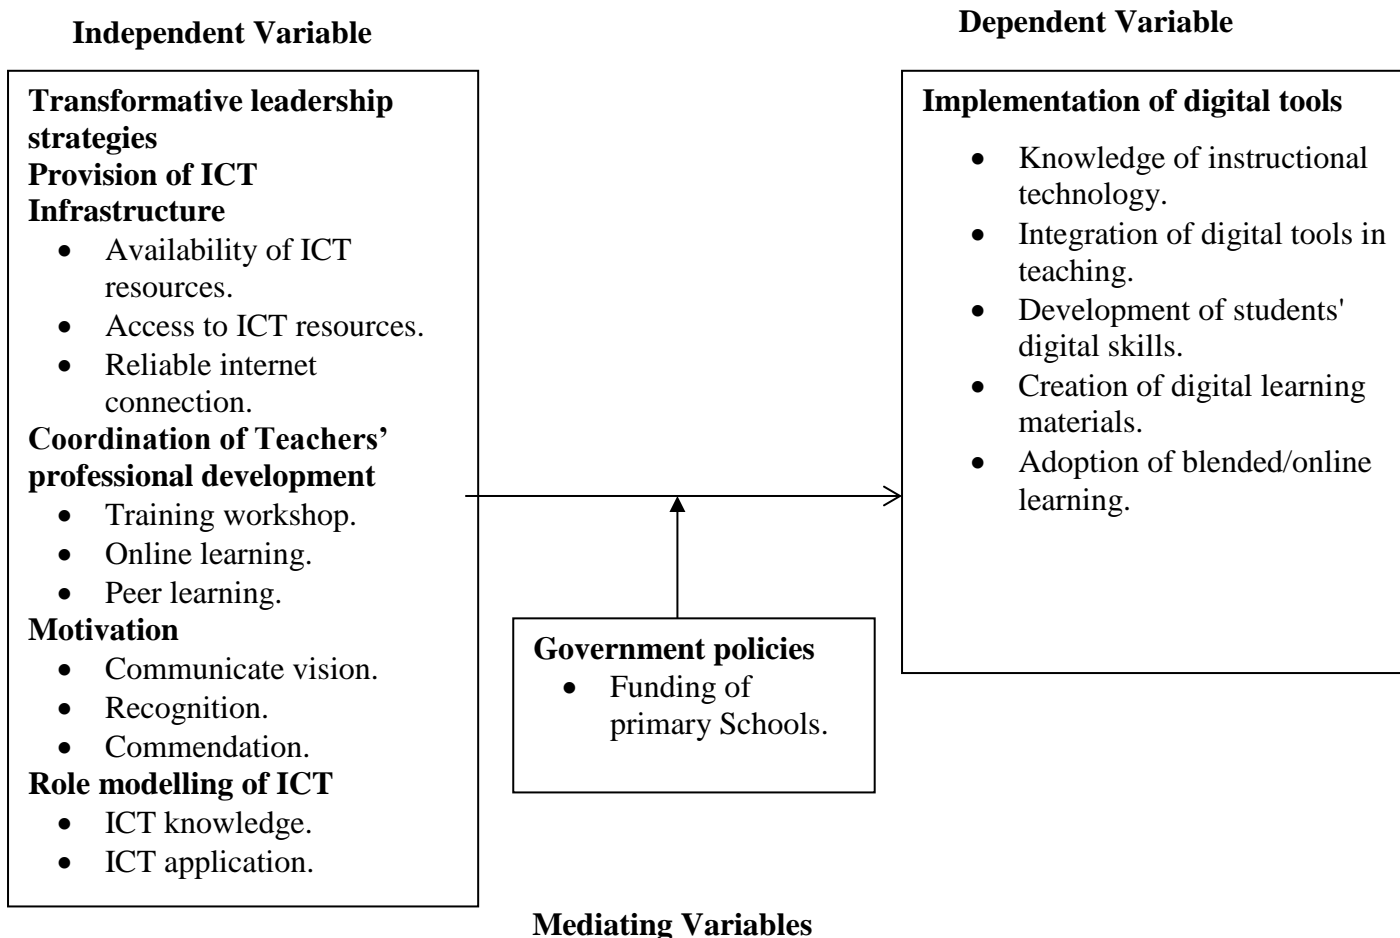 Independent Variable
Dependent Variable
Transformative leadership
strategies
Provision of ICT
Infrastructure
• Availability of ICT
resources.
• Access to ICT resources.
• Reliable internet
connection.
Coordination of Teachers’
professional development
• Training workshop.
• Online learning.
• Peer learning.
Motivation
• Communicate vision.
• Recognition.
• Commendation.
Role modelling of ICT
• ICT knowledge.
• ICT application.
Government policies
• Funding of
primary Schools.
Mediating Variables
Implementation of digital tools
• Knowledge of instructional
technology.
• Integration of digital tools in
teaching.
• Development of students'
digital skills.
• Creation of digital learning
materials.
• Adoption of blended/online
learning.